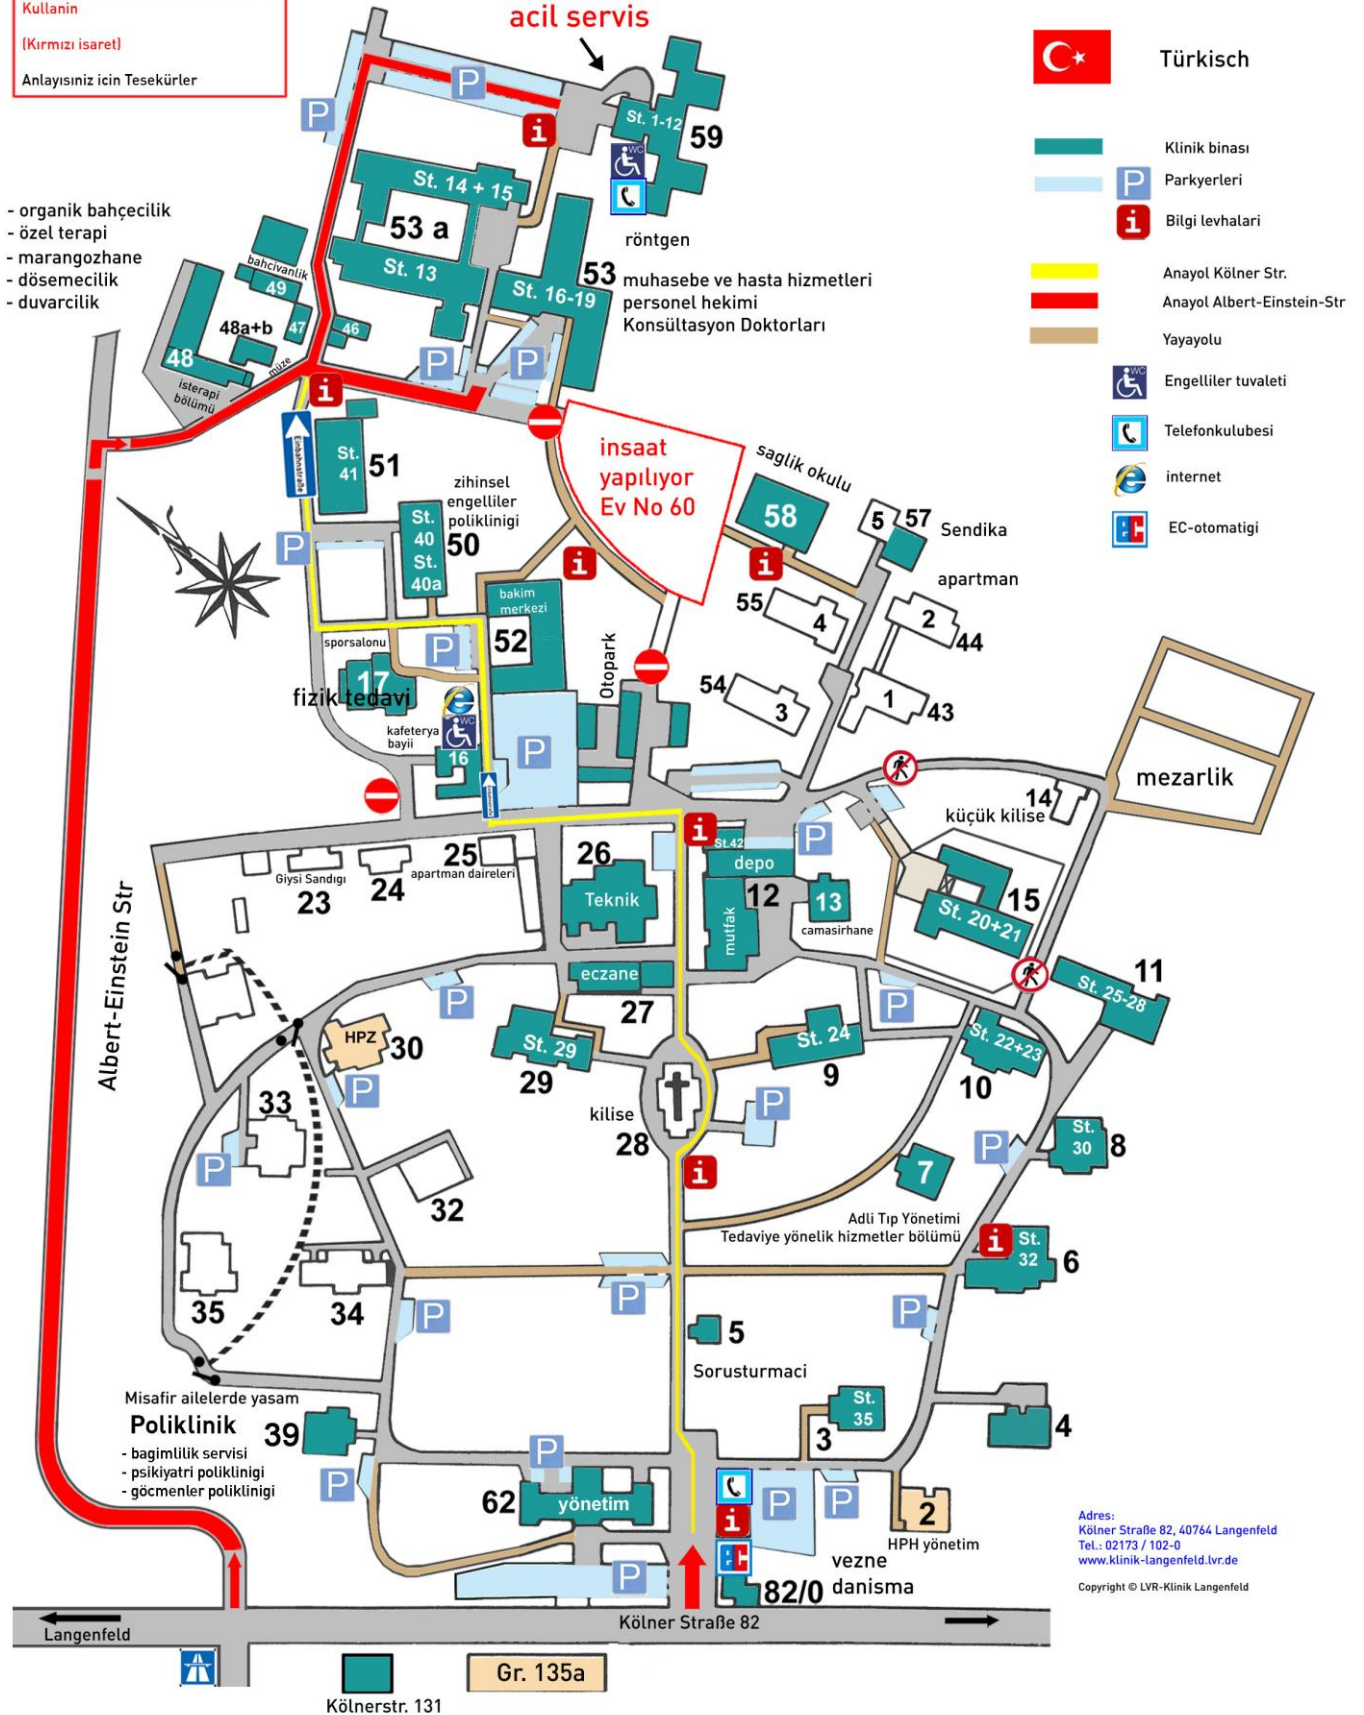 Kullanin
(Kırmızı isaret)
Anlayısıniz icin Tesekürler
acil servis
Türkisch
Klinik binası
P
Parkyerleri
i
Bilgi levhalari
Anayol Kölner Str.
Anayol Albert-Einstein-Str
Yayayolu
WC
Engelliler tuvaleti
Telefonkulubesi
internet
EC
EC-otomatigi
P
P
i
St. 1-12
59
WC
röntgen
St. 14 + 15
53 a
St. 13
53
St. 16-19
muhasebe ve hasta hizmetleri
personel hekimi
Konsültasyon Doktorları
- organik bahçecilik
- özel terapi
- marangozhane
- dösemecilik
- duvarcilik
bahcivanlik
49
47
46
48a+b
48
müze
isterapi
bölümü
P
P
i
Einbahnstraße
St.
41
51
zihinsel
engelliler
poliklinigi
St.
40
St.
40a
50
P
i
insaat
yapılıyor
Ev No 60
saglik okulu
58
i
5
57
Sendika
apartman
55
4
2
44
54
3
1
43
bakim
merkezi
52
P
sporsalonu
17
fizik tedavi
WC
kafeterya
bayii
16
P
Otopark
mezarlik
14
küçük kilise
15
St. 20+21
i
St.42
depo
P
12
mutfak
13
camasirhane
26
Teknik
25
apartman daireleri
24
Giysi Sandıgı
23
Albert-Einstein Str
eczane
27
P
HPZ
30
P
St. 29
29
St. 24
9
P
11
St. 25-28
St. 22+23
10
kilise
28
P
i
33
P
32
7
P
St.
30
8
Adli Tıp Yönetimi
Tedaviye yönelik hizmetler bölümü
i
St.
32
6
35
34
P
P
P
5
Sorusturmaci
St.
35
3
4
Misafir ailelerde yasam
Poliklinik
- bagimlilik servisi
- psikiyatri poliklinigi
- göcmenler poliklinigi
39
P
P
62
yönetim
P
i
EC
P
P
2
HPH yönetim
vezne
danisma
82/0
Adres:
Kölner Straße 82, 40764 Langenfeld
Tel.: 02173 / 102-0
www.klinik-langenfeld.lvr.de
Copyright © LVR-Klinik Langenfeld
Langenfeld
Kölner Straße 82
Kölnerstr. 131
Gr. 135a